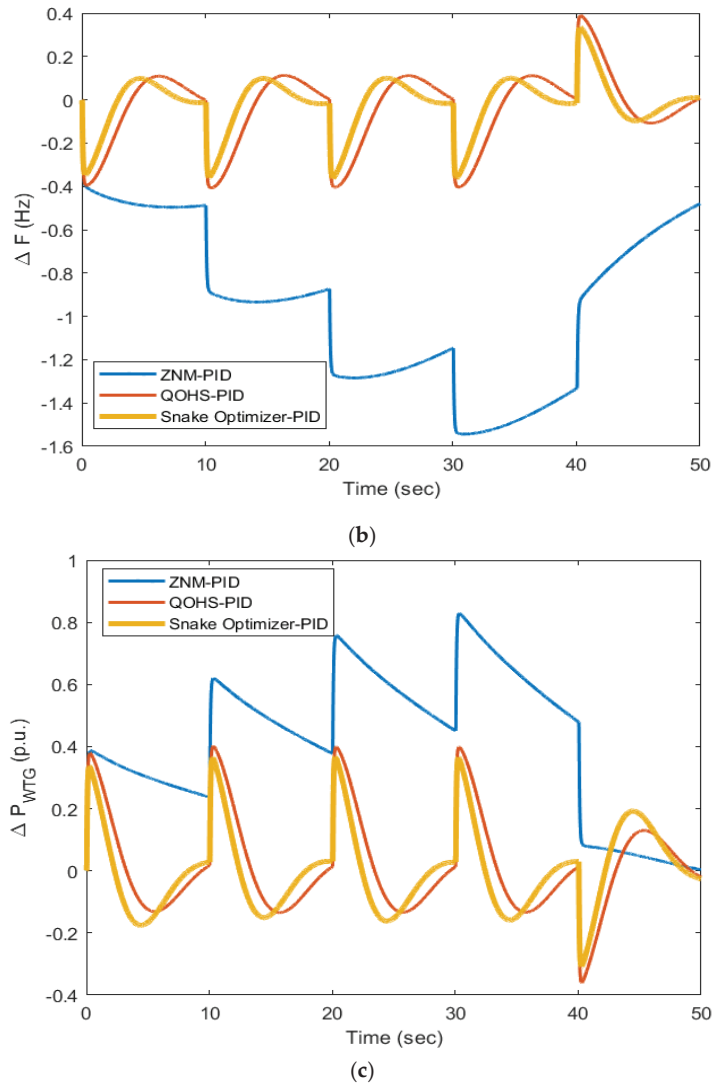 0.4
0.2
0
-0.2
-0.4
-0.6
-0.8
-1
-1.2
-1.4
-1.6
Δ F (Hz)
ZNM-PID
QOHS-PID
Snake Optimizer-PID
0 10 20 30 40 50
Time (sec)
(b)
1
0.8
0.6
0.4
0.2
0
-0.2
-0.4
Δ P_WTG (p.u.)
ZNM-PID
QOHS-PID
Snake Optimizer-PID
0 10 20 30 40 50
Time (sec)
(c)